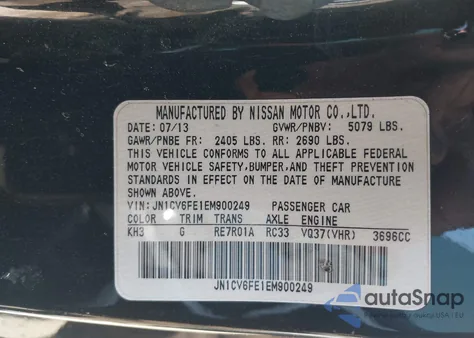 MANUFACTURED BY NISSAN MOTOR CO.,LTD.
DATE: 07/13 GVWR/PNBV: 5079 LBS.
GAWR/PNBE FR: 2405 LBS. RR: 2690 LBS.
THIS VEHICLE CONFORMS TO ALL APPLICABLE FEDERAL
MOTOR VEHICLE SAFETY,BUMPER,AND THEFT PREVENTION
STANDARDS IN EFFECT ON THE DATE OF MANUFACTURE
SHOWN ABOVE.
VIN: JN1CV6FE1EM900249 PASSENGER CAR
COLOR TRIM TRANS AXLE ENGINE
KH3 G RE7R01A RC33 VQ37(VHR) 3696CC
JN1CV6FE1EM900249
autoSnap